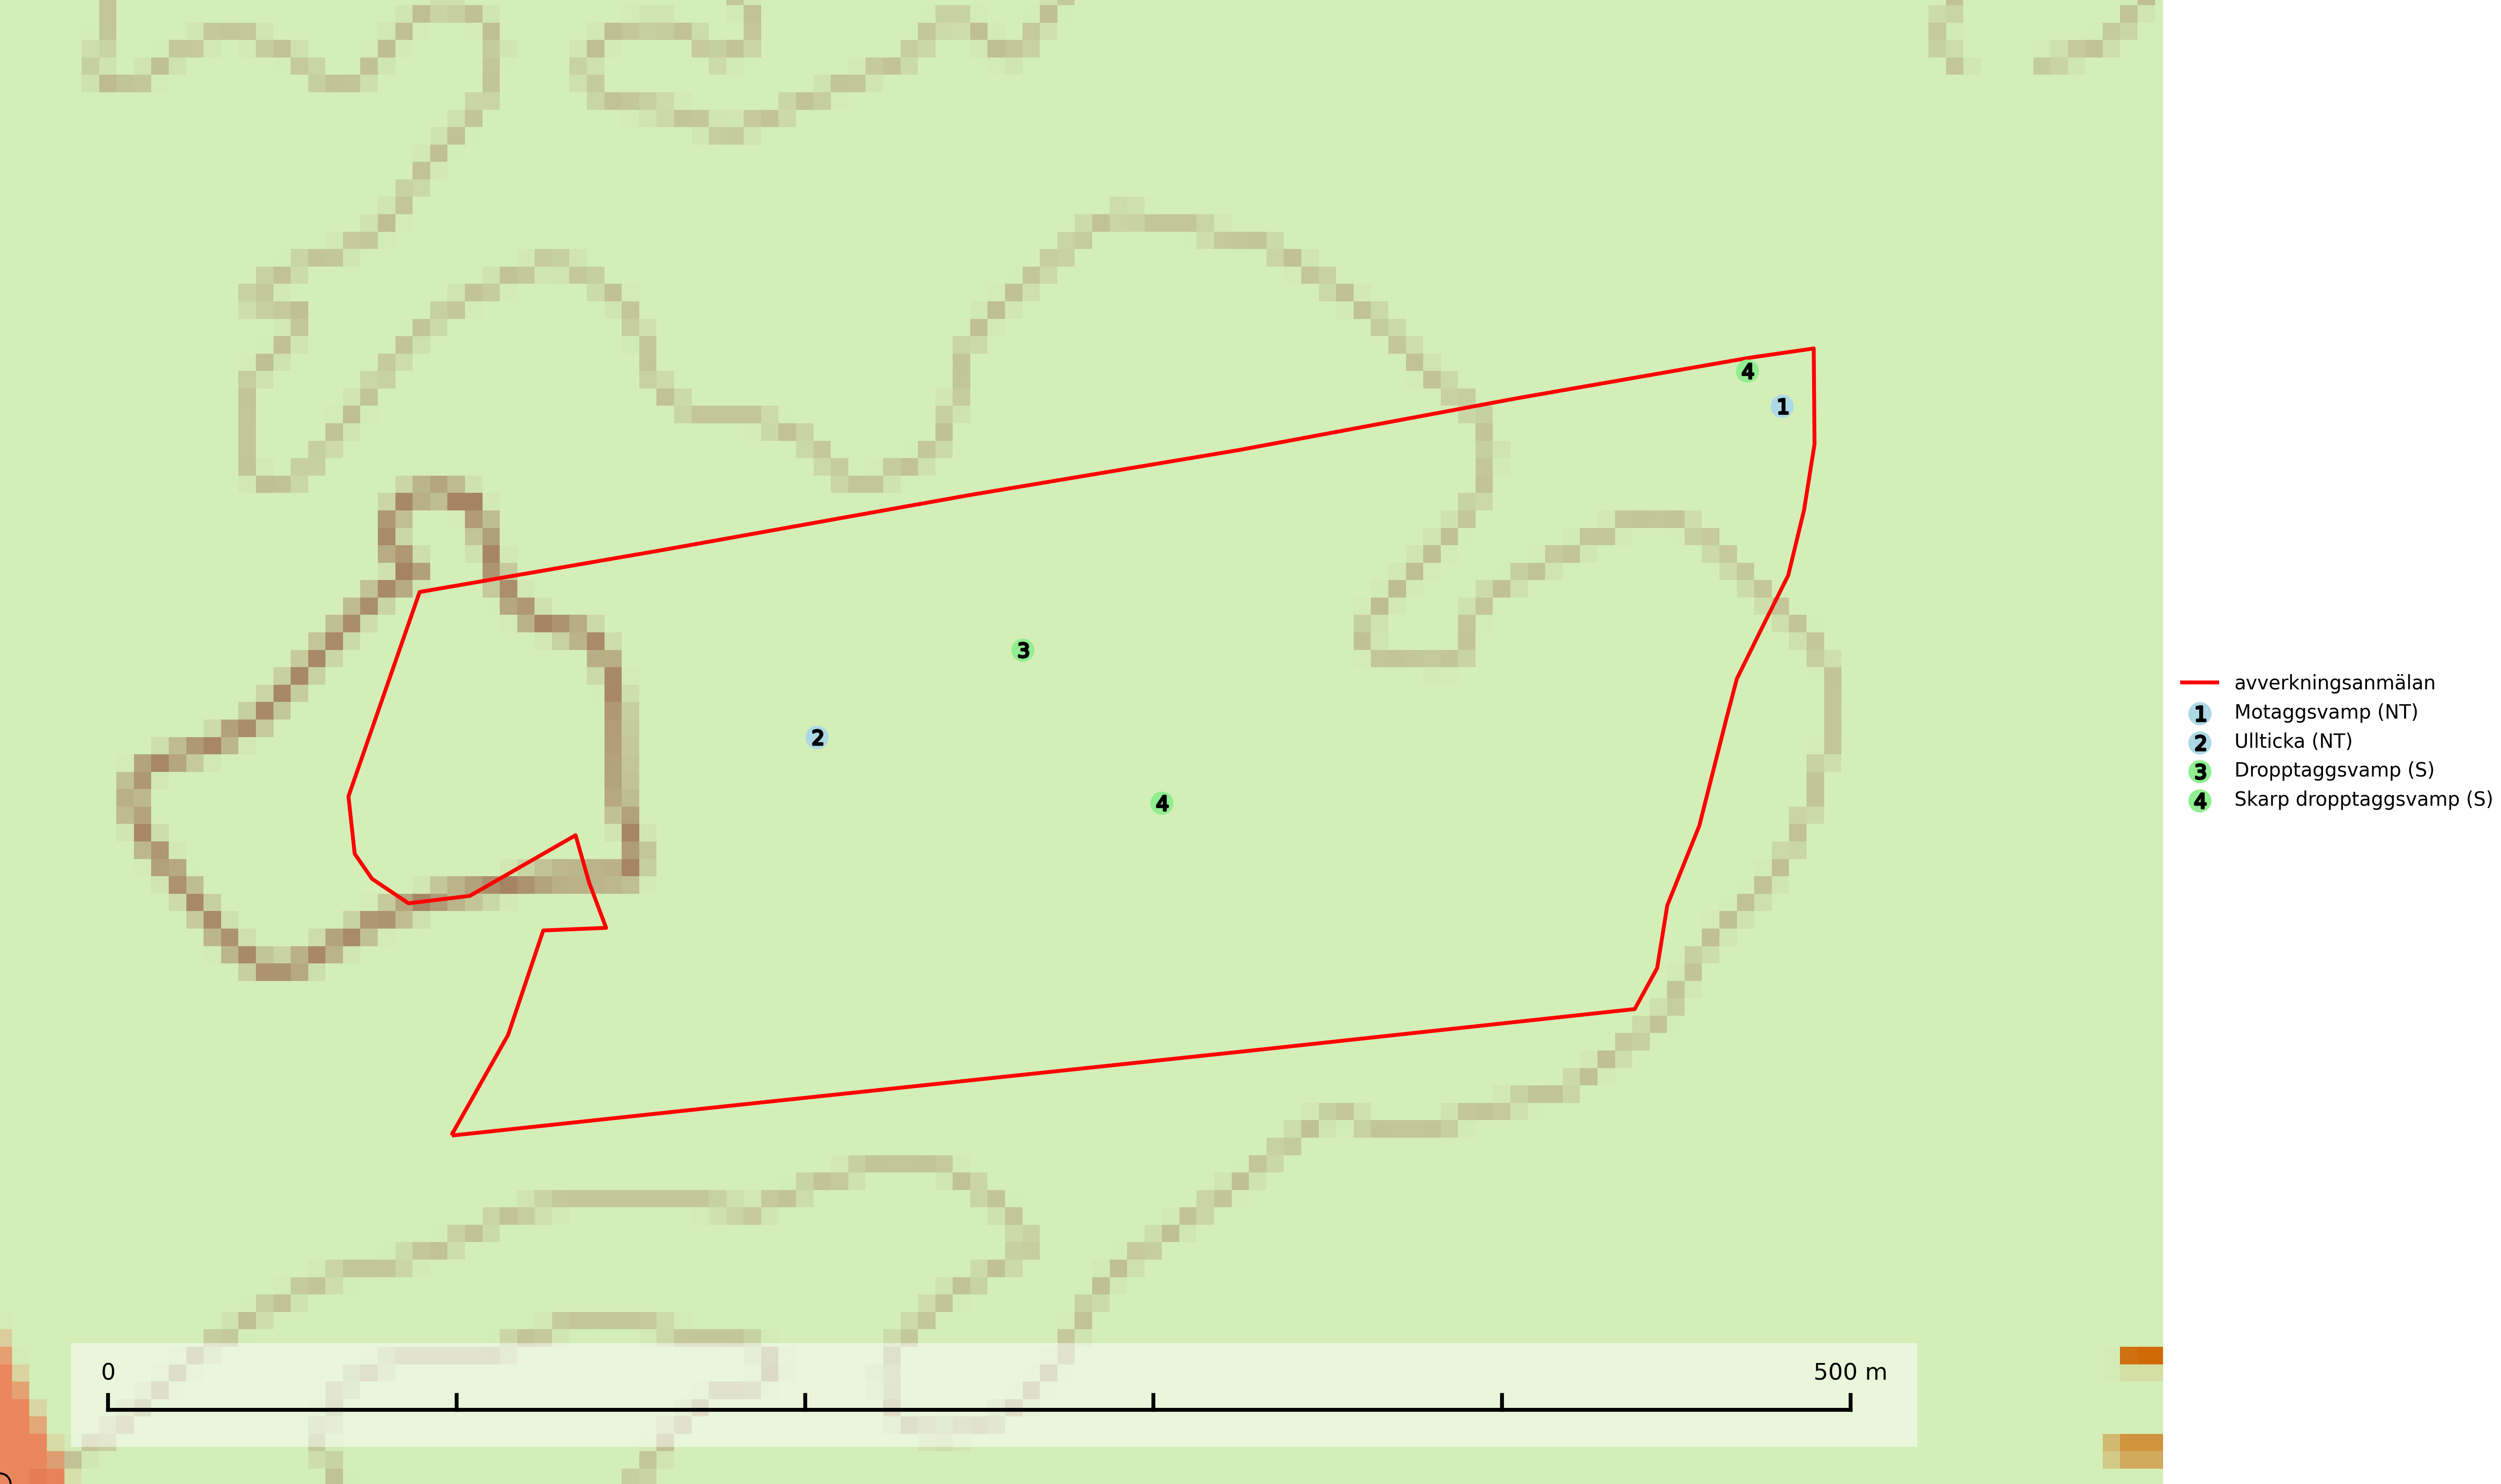 4
1
3
2
4
avverkningsanmälan
1 Motaggsvamp (NT)
2 Ullticka (NT)
3 Dropptaggsvamp (S)
4 Skarp dropptaggsvamp (S)
0 500 m